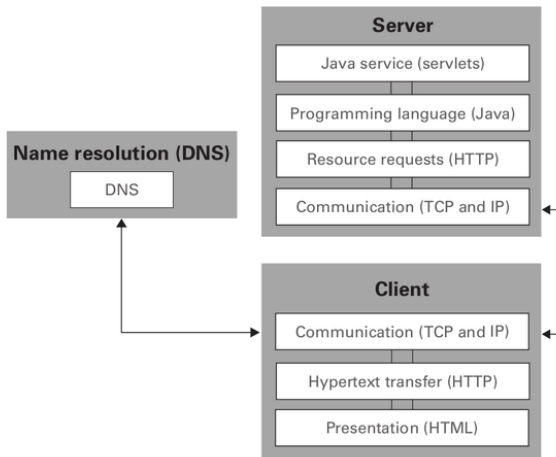 Server
Java service (servlets)
Programming language (Java)
Resource requests (HTTP)
Communication (TCP and IP)
Name resolution (DNS)
DNS
Client
Communication (TCP and IP)
Hypertext transfer (HTTP)
Presentation (HTML)